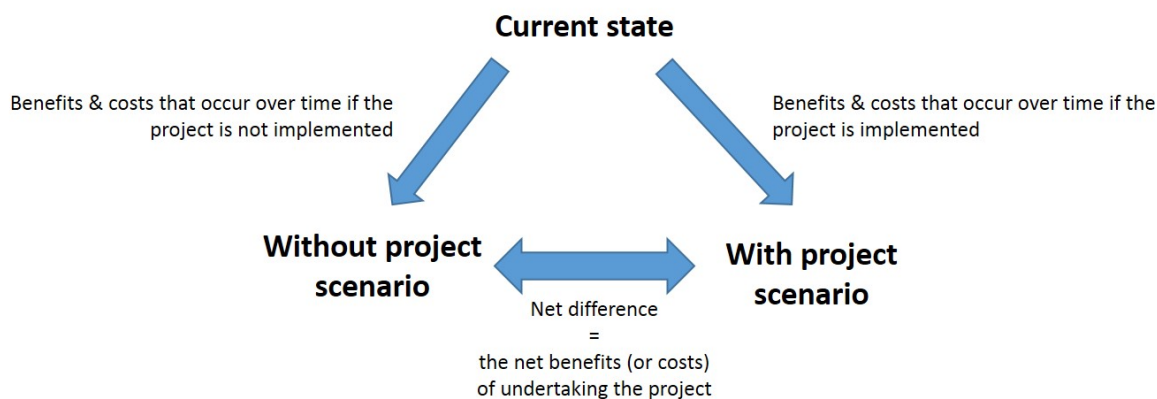 Current state
Benefits & costs that occur over time if the
project is not implemented
Benefits & costs that occur over time if the
project is implemented
Without project
scenario
With project
scenario
Net difference
=
the net benefits (or costs)
of undertaking the project